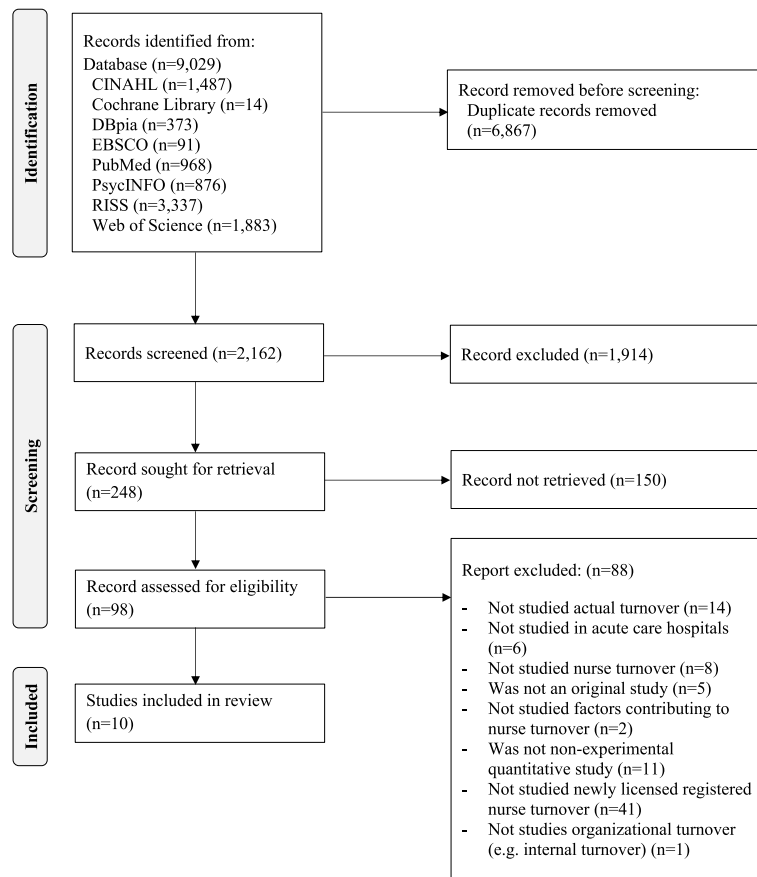 Identification
Records identified from:
Database (n=9,029)
CINAHL (n=1,487)
Cochrane Library (n=14)
DBpia (n=373)
EBSCO (n=91)
PubMed (n=968)
PsycINFO (n=876)
RISS (n=3,337)
Web of Science (n=1,883)
Record removed before screening:
Duplicate records removed
(n=6,867)
Screening
Records screened (n=2,162)
Record excluded (n=1,914)
Record sought for retrieval
(n=248)
Record not retrieved (n=150)
Record assessed for eligibility
(n=98)
Report excluded: (n=88)
- Not studied actual turnover (n=14)
- Not studied in acute care hospitals
(n=6)
- Not studied nurse turnover (n=8)
- Was not an original study (n=5)
- Not studied factors contributing to
nurse turnover (n=2)
- Was not non-experimental
quantitative study (n=11)
- Not studied newly licensed registered
nurse turnover (n=41)
- Not studies organizational turnover
(e.g. internal turnover) (n=1)
Included
Studies included in review
(n=10)